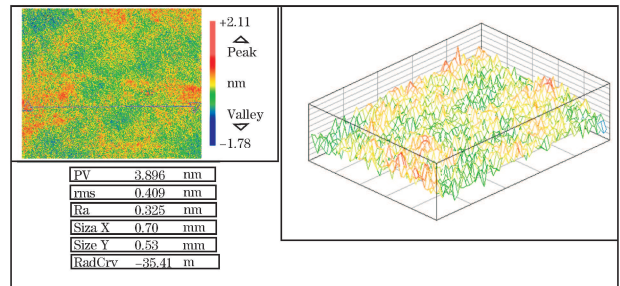 +2.11
Peak
nm
Valley
-1.78
PV 3.896 nm
rms 0.409 nm
Ra 0.325 nm
Siza X 0.70 mm
Size Y 0.53 mm
RadCrv -35.41 m